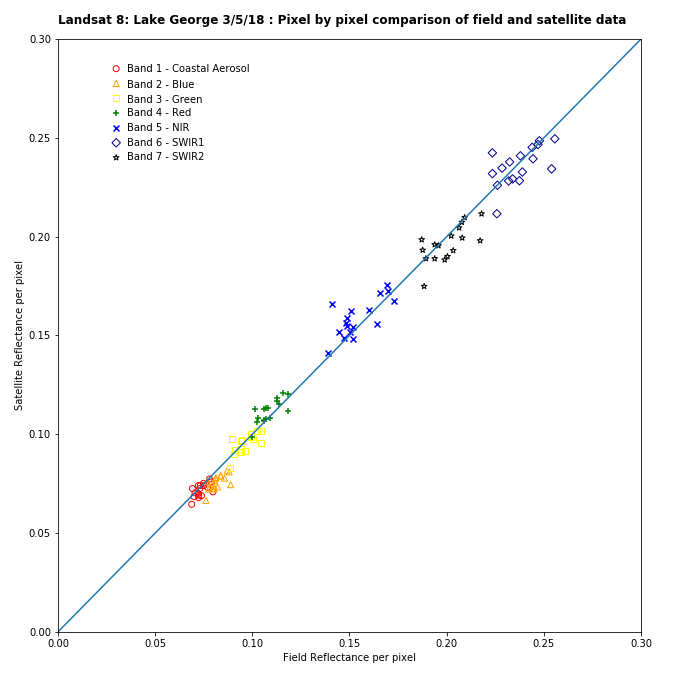 Landsat 8: Lake George 3/5/18 : Pixel by pixel comparison of field and satellite data
0.30
Band 1 - Coastal Aerosol
Band 2 - Blue
Band 3 - Green
Band 4 - Red
Band 5 - NIR
Band 6 - SWIR1
Band 7 - SWIR2
0.25
0.20
0.15
0.10
0.05
0.00
Satellite Reflectance per pixel
0.00 0.05 0.10 0.15 0.20 0.25 0.30
Field Reflectance per pixel